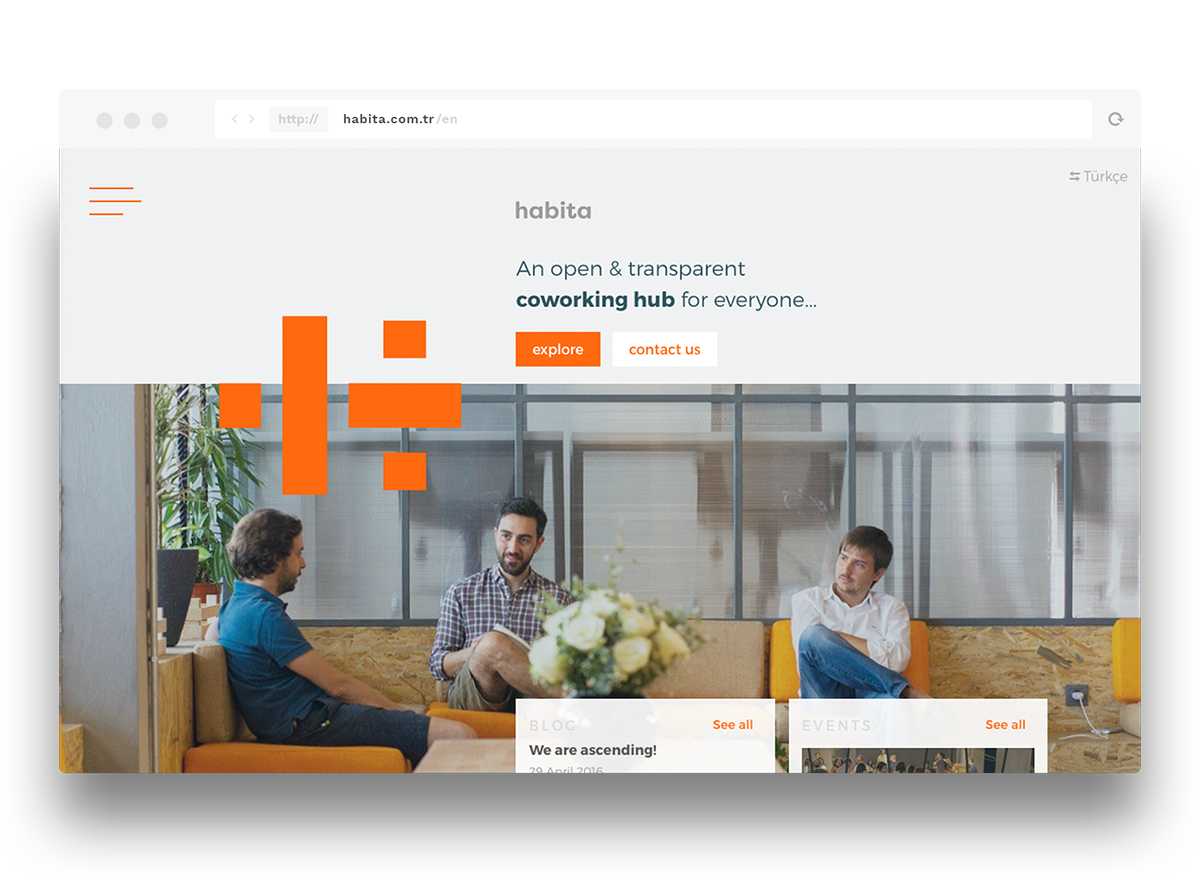 http://
habita.com.tr/en
Türkçe
habita
An open & transparent
coworking hub for everyone...
explore
contact us
BLOG
See all
We are ascending!
29 April 2016
EVENTS
See all